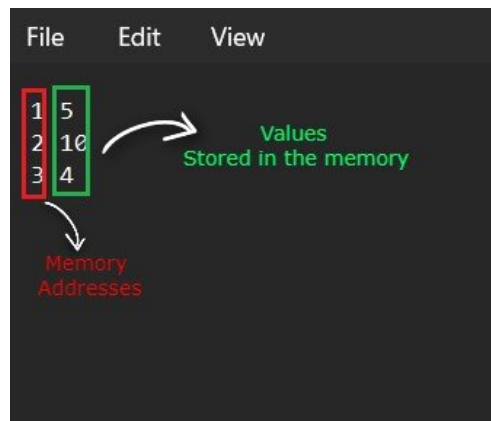 File Edit View
1 5
2 10
3 4
Values
Stored in the memory
Memory
Addresses